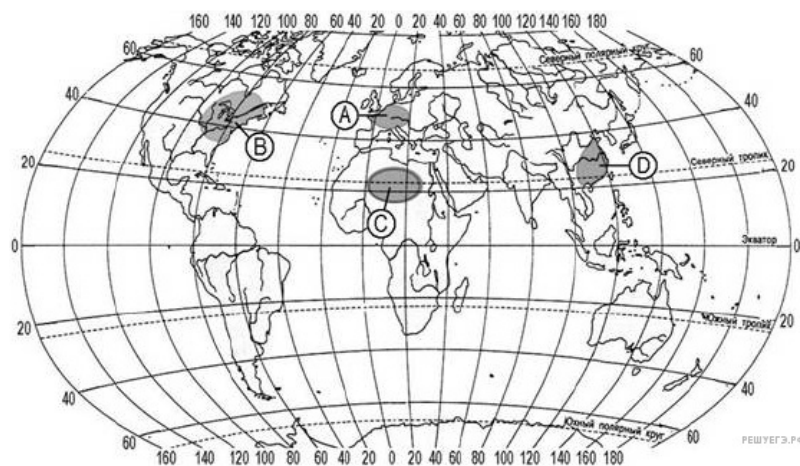 160 140 120 100 80 60 40 20 0 20 40 60 80 100 120 140 160 180
Северный полярный круг
60 60
40 40
A
B
D
Северный тропик
20 20
C
Экватор
0 0
Южный тропик
20 20
40 40
Южный полярный круг
60 60
РЕШУЕГЭ.РФ
160 140 120 100 80 60 40 20 0 20 40 60 80 100 120 140 160 180